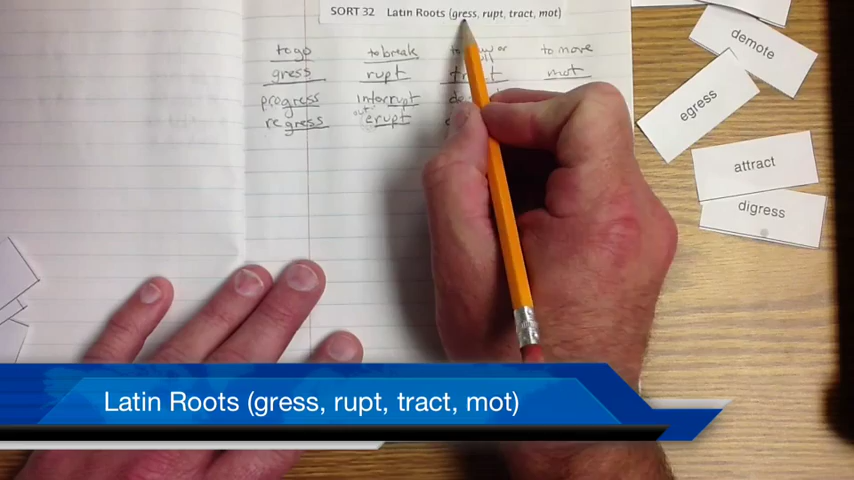 SORT 32 Latin Roots (gress, rupt, tract, mot)
to go to break or to move
gress rupt mot
progress interrupt
out
regress erupt
demote
egress
attract
digress
Latin Roots (gress, rupt, tract, mot)